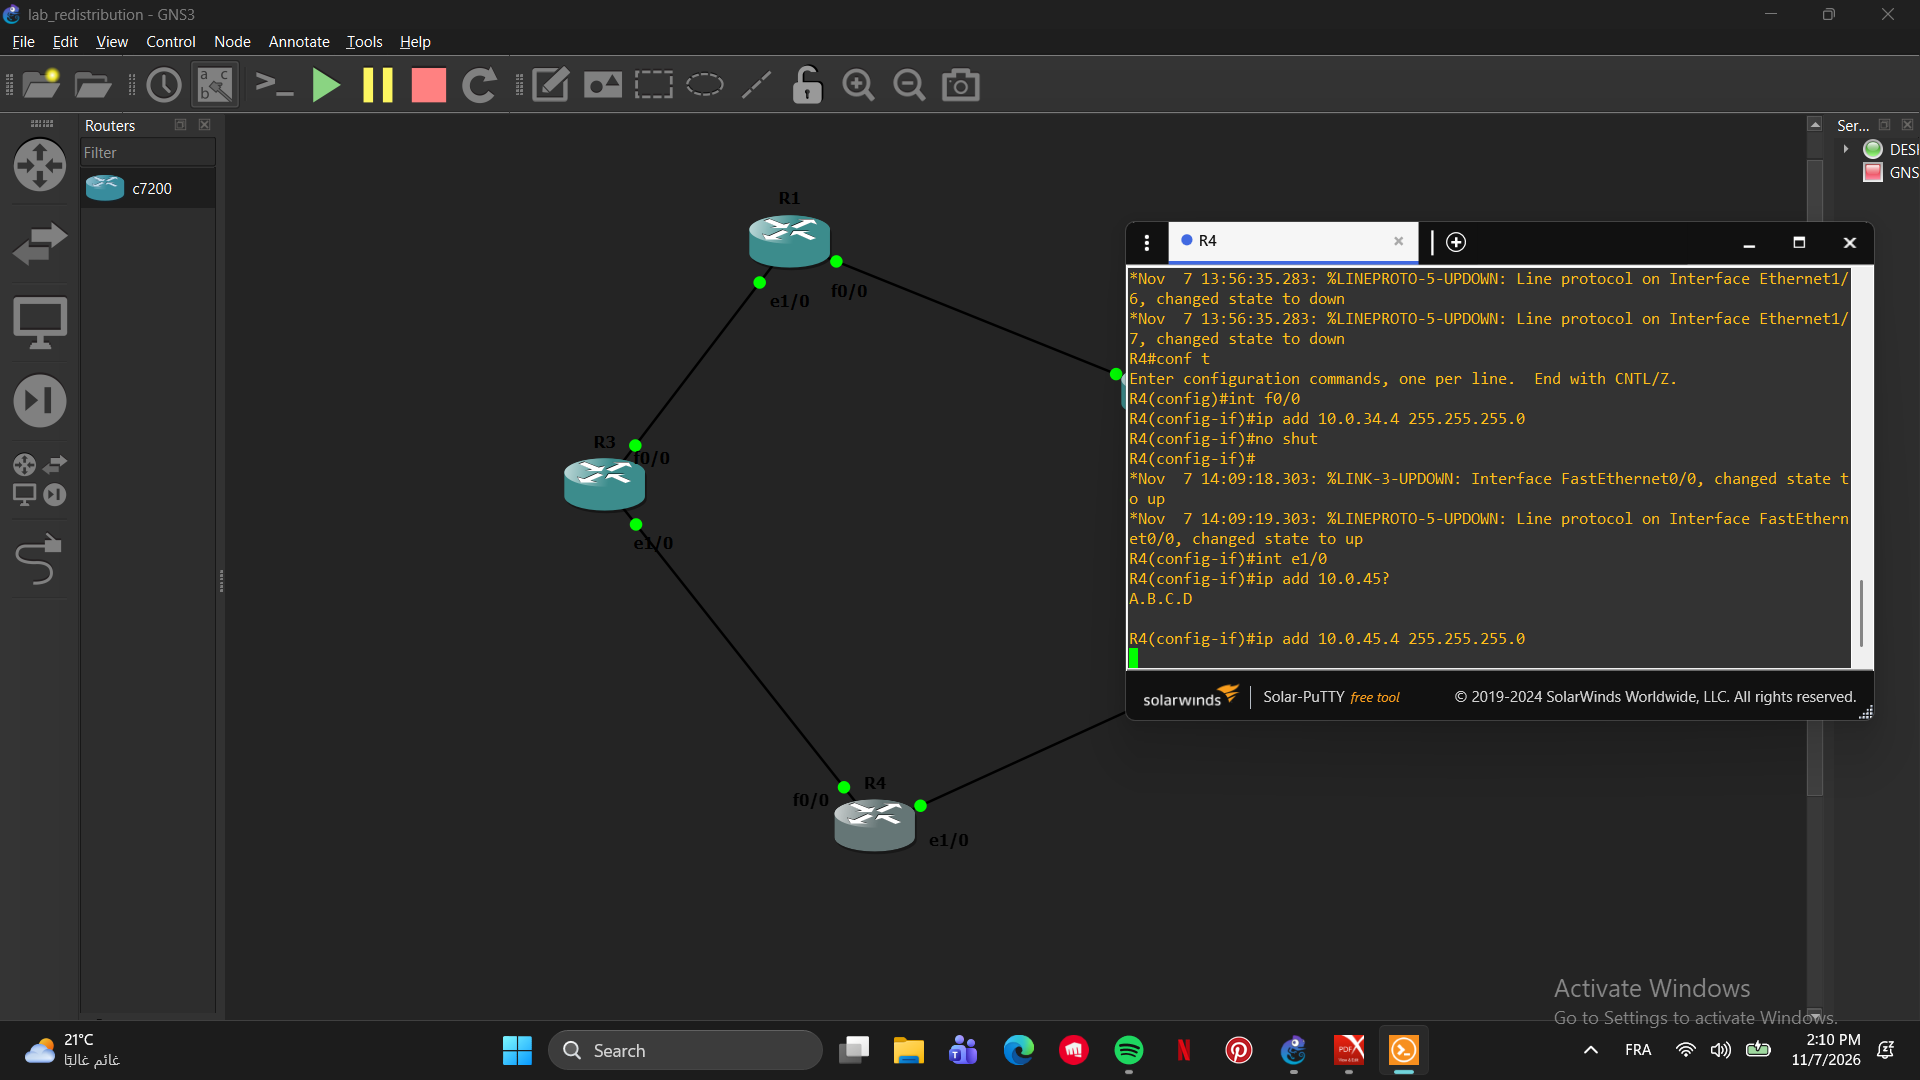 lab_redistribution - GNS3
File Edit View Control Node Annotate Tools Help
Routers
Filter
c7200
Ser...
DESI
GNS
R1
e1/0
f0/0
R3
f0/0
e1/0
R4
f0/0
e1/0
R4
*Nov  7 13:56:35.283: %LINEPROTO-5-UPDOWN: Line protocol on Interface Ethernet1/
6, changed state to down
*Nov  7 13:56:35.283: %LINEPROTO-5-UPDOWN: Line protocol on Interface Ethernet1/
7, changed state to down
R4#conf t
Enter configuration commands, one per line.  End with CNTL/Z.
R4(config)#int f0/0
R4(config-if)#ip add 10.0.34.4 255.255.255.0
R4(config-if)#no shut
R4(config-if)#
*Nov  7 14:09:18.303: %LINK-3-UPDOWN: Interface FastEthernet0/0, changed state t
o up
*Nov  7 14:09:19.303: %LINEPROTO-5-UPDOWN: Line protocol on Interface FastEthern
et0/0, changed state to up
R4(config-if)#int e1/0
R4(config-if)#ip add 10.0.45?
A.B.C.D
R4(config-if)#ip add 10.0.45.4 255.255.255.0
solarwinds Solar-PuTTY free tool © 2019-2024 SolarWinds Worldwide, LLC. All rights reserved.
Activate Windows
Go to Settings to activate Windows.
21°C
غائم غالبًا
Search
FRA
2:10 PM
11/7/2026